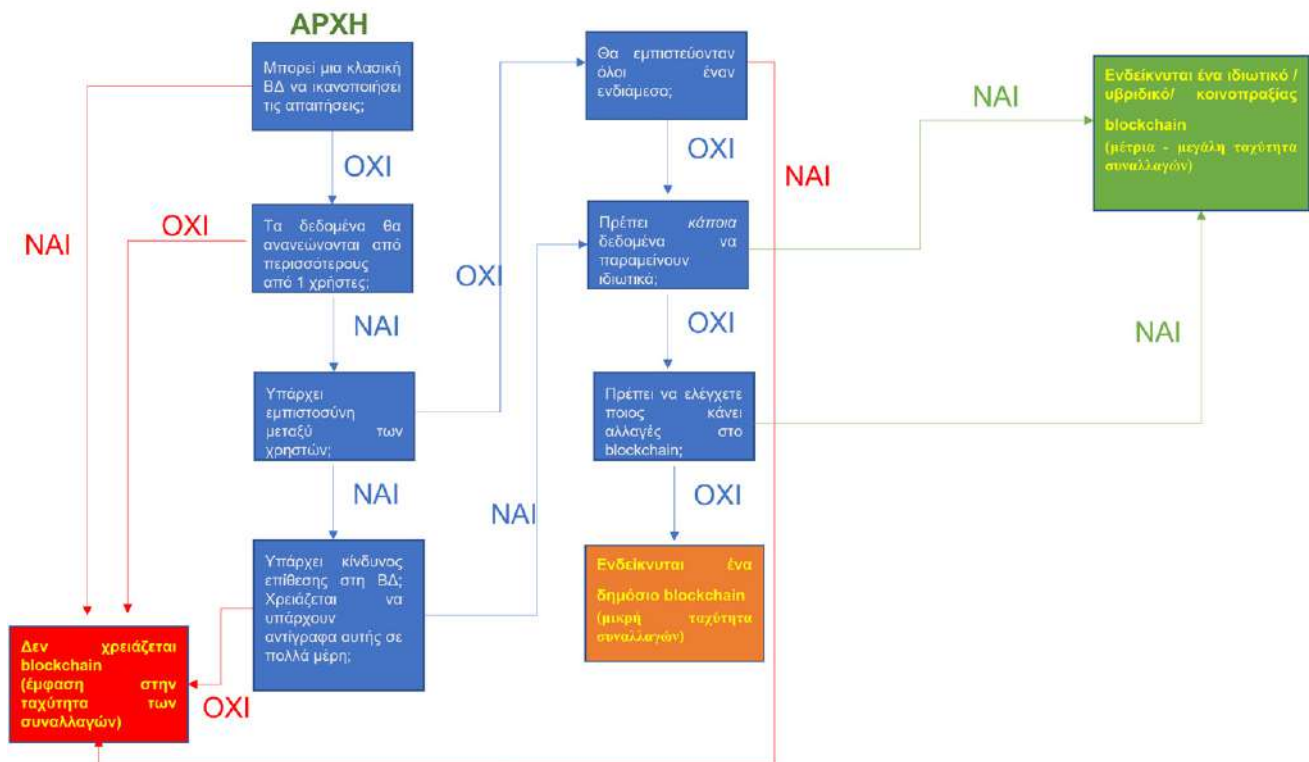 ΑΡΧΗ
Μπορεί μια κλασική
ΒΔ να ικανοποιήσει
τις απαιτήσεις;
ΟΧΙ
ΝΑΙ
Τα δεδομένα θα
ανανεώνονται από
περισσότερους
από 1 χρήστες;
ΟΧΙ
ΝΑΙ
Υπάρχει
εμπιστοσύνη
μεταξύ των
χρηστών;
ΟΧΙ
ΝΑΙ
Υπάρχει κίνδυνος
επίθεσης στη ΒΔ;
Χρειάζεται να
υπάρχουν
αντίγραφα αυτής σε
πολλά μέρη;
ΟΧΙ
ΝΑΙ
Δεν χρειάζεται
blockchain
(έμφαση στην
ταχύτητα των
συναλλαγών)
Θα εμπιστεύονταν
όλοι έναν
ενδιάμεσο;
ΟΧΙ
ΝΑΙ
Πρέπει κάποια
δεδομένα να
παραμείνουν
ιδιωτικά;
ΟΧΙ
ΝΑΙ
Πρέπει να ελέγχετε
ποιος κάνει
αλλαγές στο
blockchain;
ΟΧΙ
ΝΑΙ
Ενδείκνυται ένα
δημόσιο blockchain
(μικρή ταχύτητα
συναλλαγών)
Ενδείκνυται ένα ιδιωτικό /
υβριδικό/ κοινοπραξίας
blockchain
(μέτρια - μεγάλη ταχύτητα
συναλλαγών)